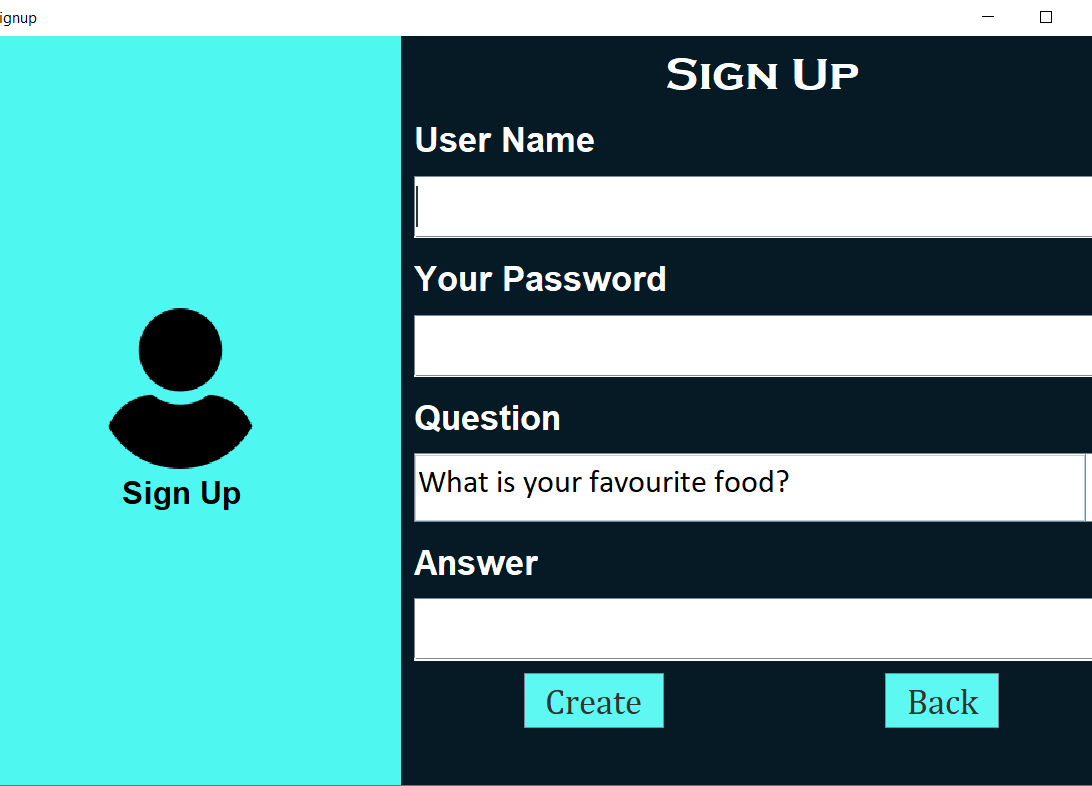 ignup
Sign Up
User Name
Your Password
Question
What is your favourite food?
Answer
Create
Back
Sign Up